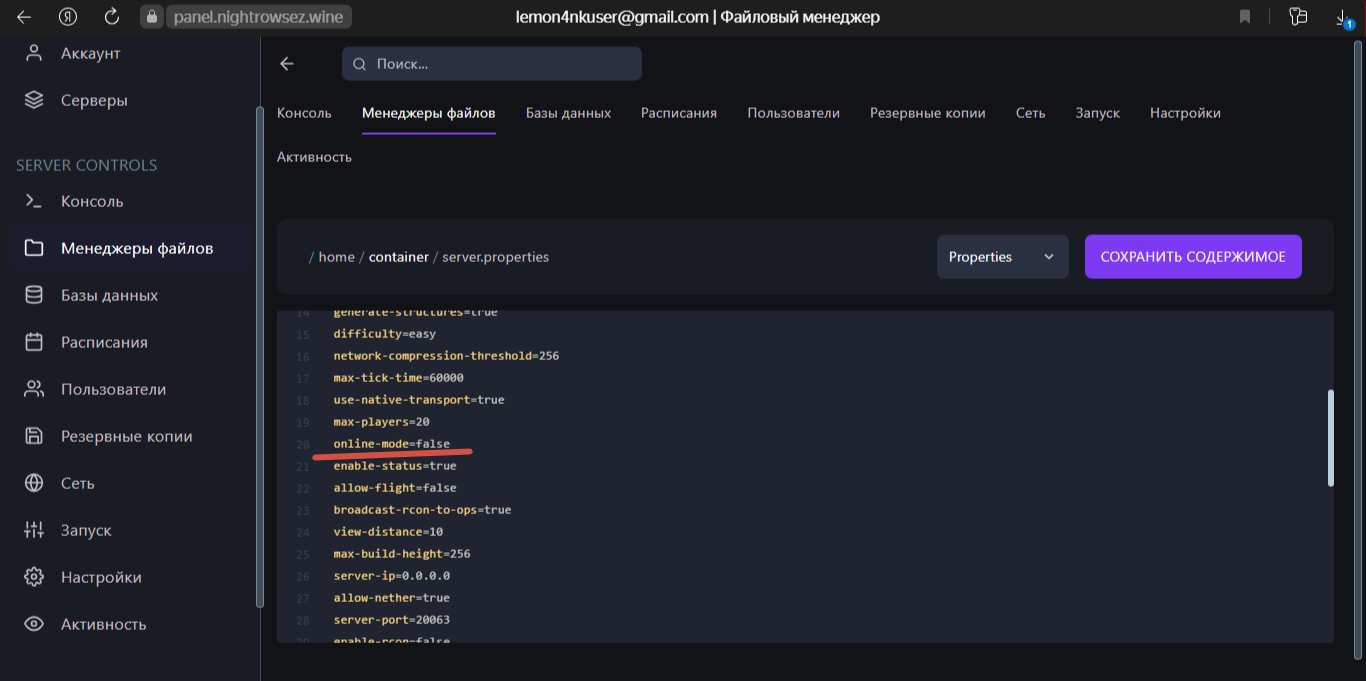 panel.nightrowsez.wine
lemon4nkuser@gmail.com | Файловый менеджер
1
Аккаунт
Серверы
SERVER CONTROLS
Консоль
Менеджеры файлов
Базы данных
Расписания
Пользователи
Резервные копии
Сеть
Запуск
Настройки
Активность
Поиск...
Консоль Менеджеры файлов Базы данных Расписания Пользователи Резервные копии Сеть Запуск Настройки
Активность
/ home / container / server.properties
Properties
СОХРАНИТЬ СОДЕРЖИМОЕ
14 generate-structures=true
15 difficulty=easy
16 network-compression-threshold=256
17 max-tick-time=60000
18 use-native-transport=true
19 max-players=20
20 online-mode=false
21 enable-status=true
22 allow-flight=false
23 broadcast-rcon-to-ops=true
24 view-distance=10
25 max-build-height=256
26 server-ip=0.0.0.0
27 allow-nether=true
28 server-port=20063
29 enable-rcon=false